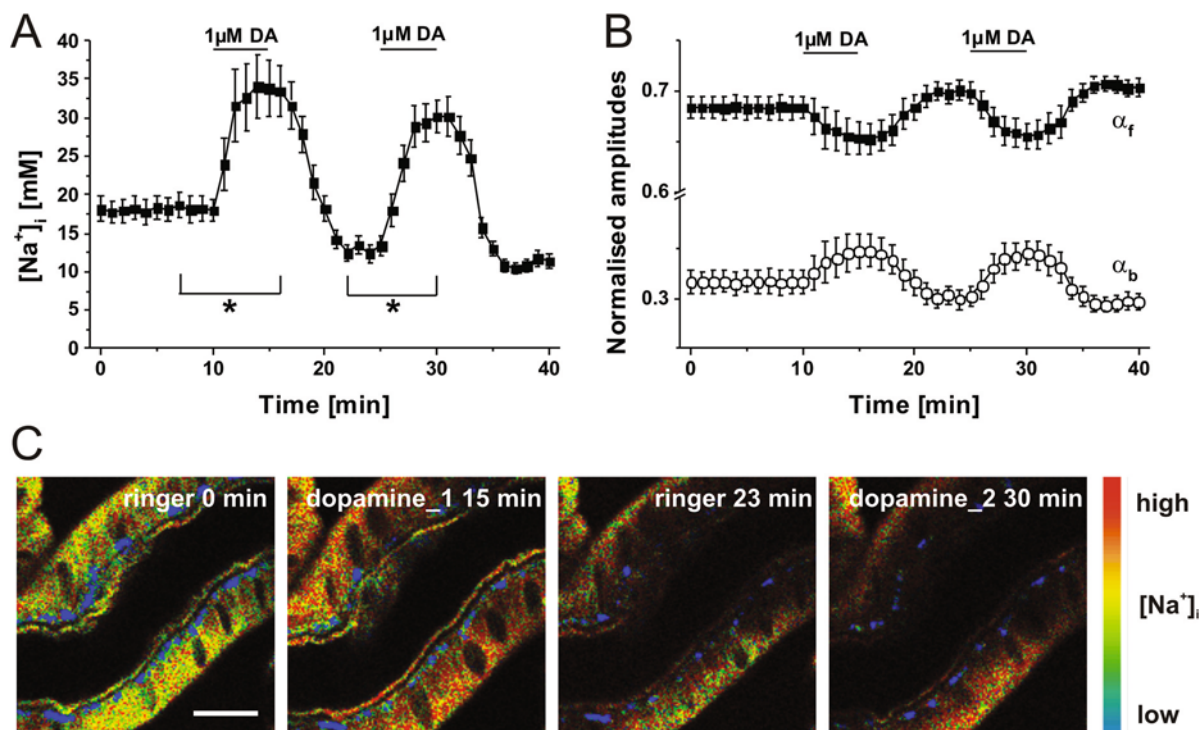 A
1µM DA
1µM DA
40
35
30
25
20
15
10
5
0
[Na⁺]ᵢ [mM]
*
*
0
10
20
30
40
Time [min]
B
1µM DA
1µM DA
0.7
0.6
0.3
Normalised amplitudes
αf
αb
0
10
20
30
40
Time [min]
C
ringer 0 min
dopamine_1 15 min
ringer 23 min
dopamine_2 30 min
high
[Na⁺]ᵢ
low